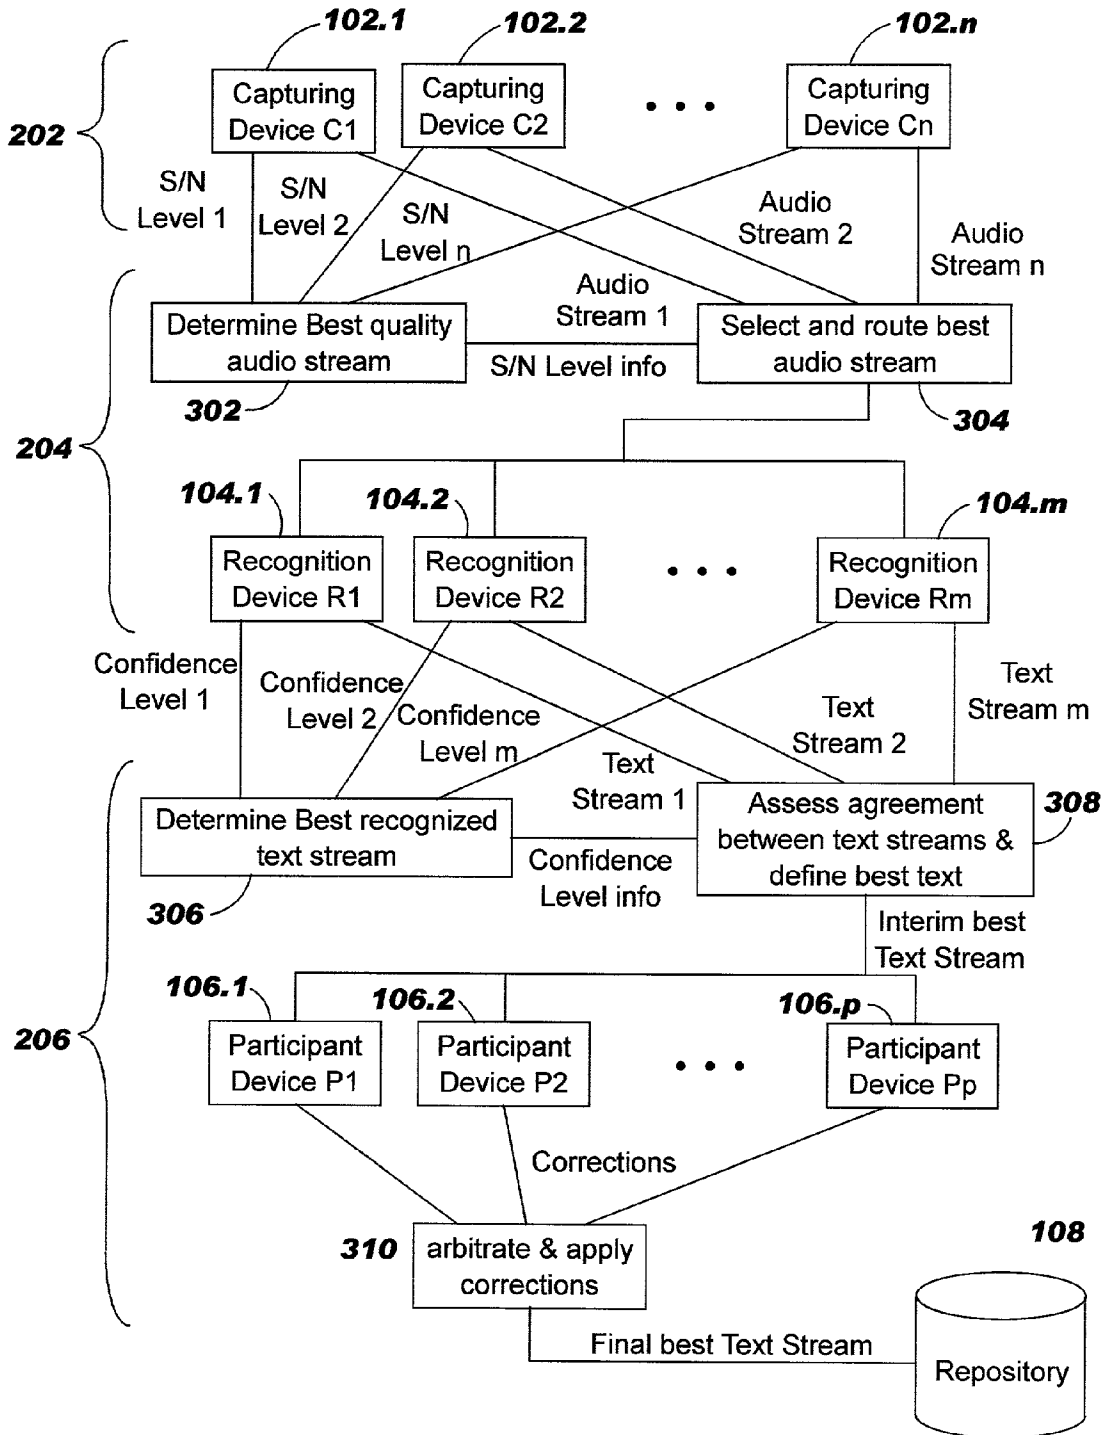 102.1
102.2
102.n
Capturing
Device C1
Capturing
Device C2
• • •
Capturing
Device Cn
202
S/N
Level 1
S/N
Level 2
S/N
Level n
Audio
Stream 2
Audio
Stream n
Audio
Stream 1
Determine Best quality
audio stream
S/N Level info
Select and route best
audio stream
302
304
204
104.1
104.2
104.m
Recognition
Device R1
Recognition
Device R2
• • •
Recognition
Device Rm
Confidence
Level 1
Confidence
Level 2
Confidence
Level m
Text
Stream 1
Text
Stream 2
Text
Stream m
Determine Best recognized
text stream
Confidence
Level info
Assess agreement
between text streams &
define best text
308
306
Interim best
Text Stream
106.1
106.2
106.p
206
Participant
Device P1
Participant
Device P2
• • •
Participant
Device Pp
Corrections
310
arbitrate & apply
corrections
108
Final best Text Stream
Repository